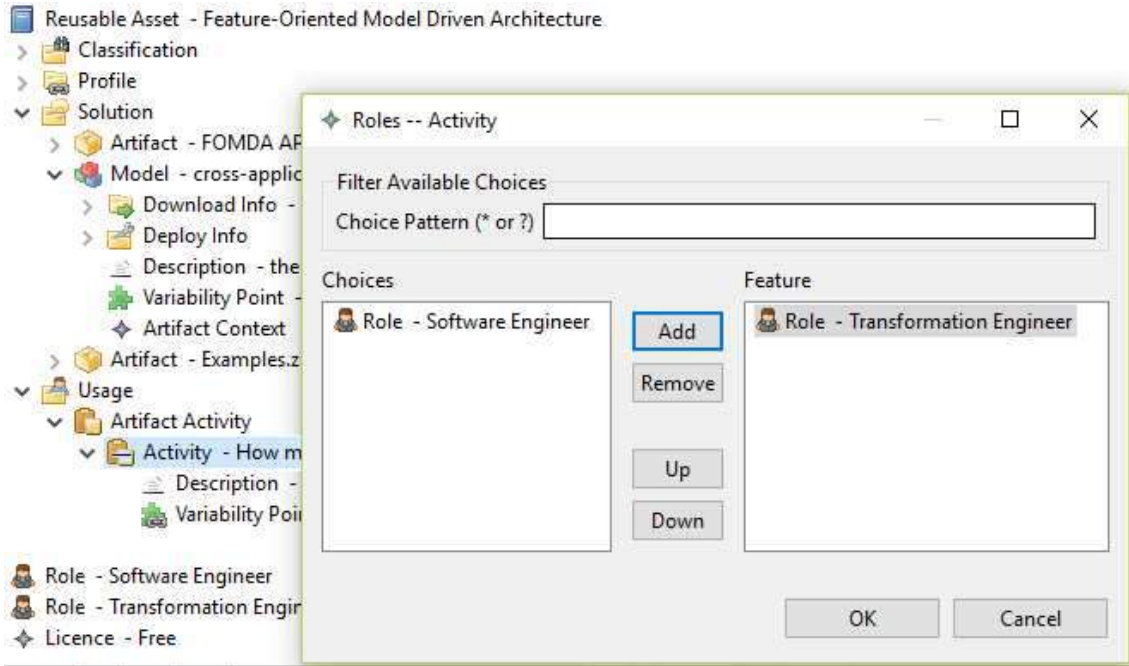 Reusable Asset - Feature-Oriented Model Driven Architecture
Classification
Profile
Solution
Artifact - FOMDA AP
Model - cross-applic
Download Info -
Deploy Info
Description - the
Variability Point -
Artifact Context
Artifact - Examples.z
Usage
Artifact Activity
Activity - How m
Description -
Variability Poi
Role - Software Engineer
Role - Transformation Engin
Licence - Free
Roles -- Activity
Filter Available Choices
Choice Pattern (* or ?)
Choices
Role - Software Engineer
Add
Remove
Up
Down
Feature
Role - Transformation Engineer
OK
Cancel